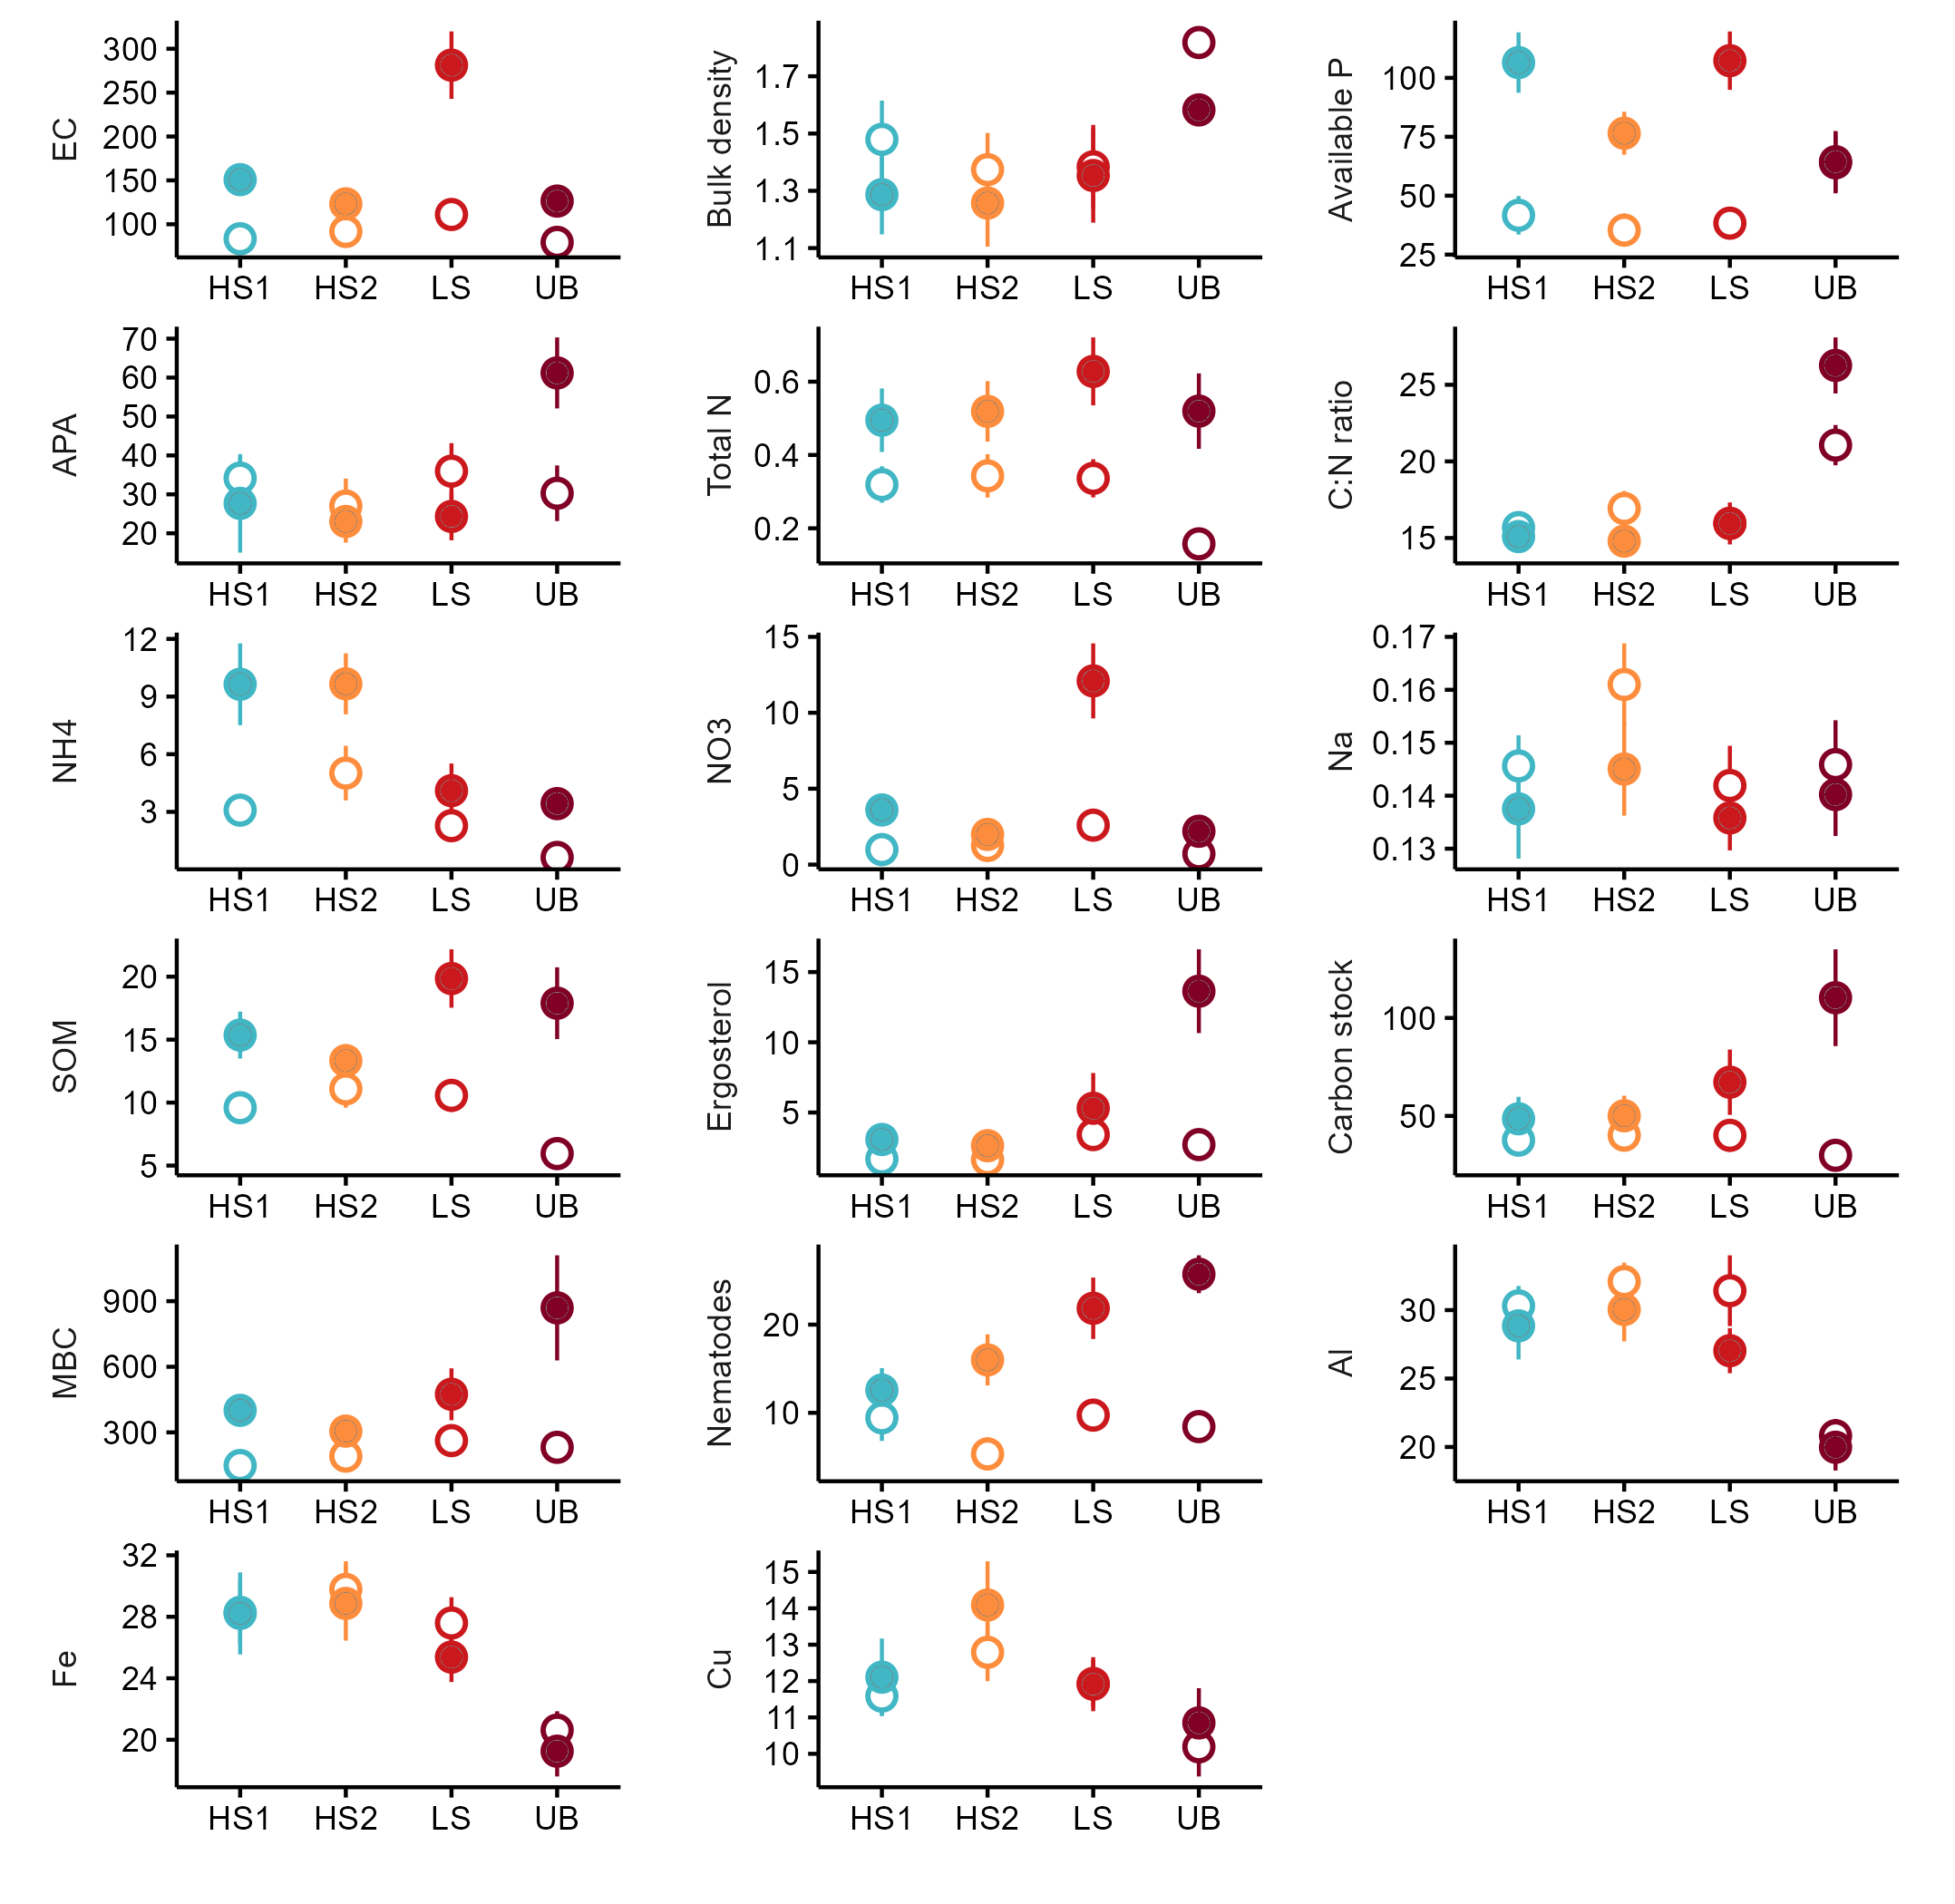 EC
300
250
200
150
100
HS1 HS2 LS UB
Bulk density
1.7
1.5
1.3
1.1
HS1 HS2 LS UB
Available P
100
75
50
25
HS1 HS2 LS UB
APA
70
60
50
40
30
20
HS1 HS2 LS UB
Total N
0.6
0.4
0.2
HS1 HS2 LS UB
C:N ratio
25
20
15
HS1 HS2 LS UB
NH4
12
9
6
3
HS1 HS2 LS UB
NO3
15
10
5
0
HS1 HS2 LS UB
Na
0.17
0.16
0.15
0.14
0.13
HS1 HS2 LS UB
SOM
20
15
10
5
HS1 HS2 LS UB
Ergosterol
15
10
5
HS1 HS2 LS UB
Carbon stock
100
50
HS1 HS2 LS UB
MBC
900
600
300
HS1 HS2 LS UB
Nematodes
20
10
HS1 HS2 LS UB
Al
30
25
20
HS1 HS2 LS UB
Fe
32
28
24
20
HS1 HS2 LS UB
Cu
15
14
13
12
11
10
HS1 HS2 LS UB